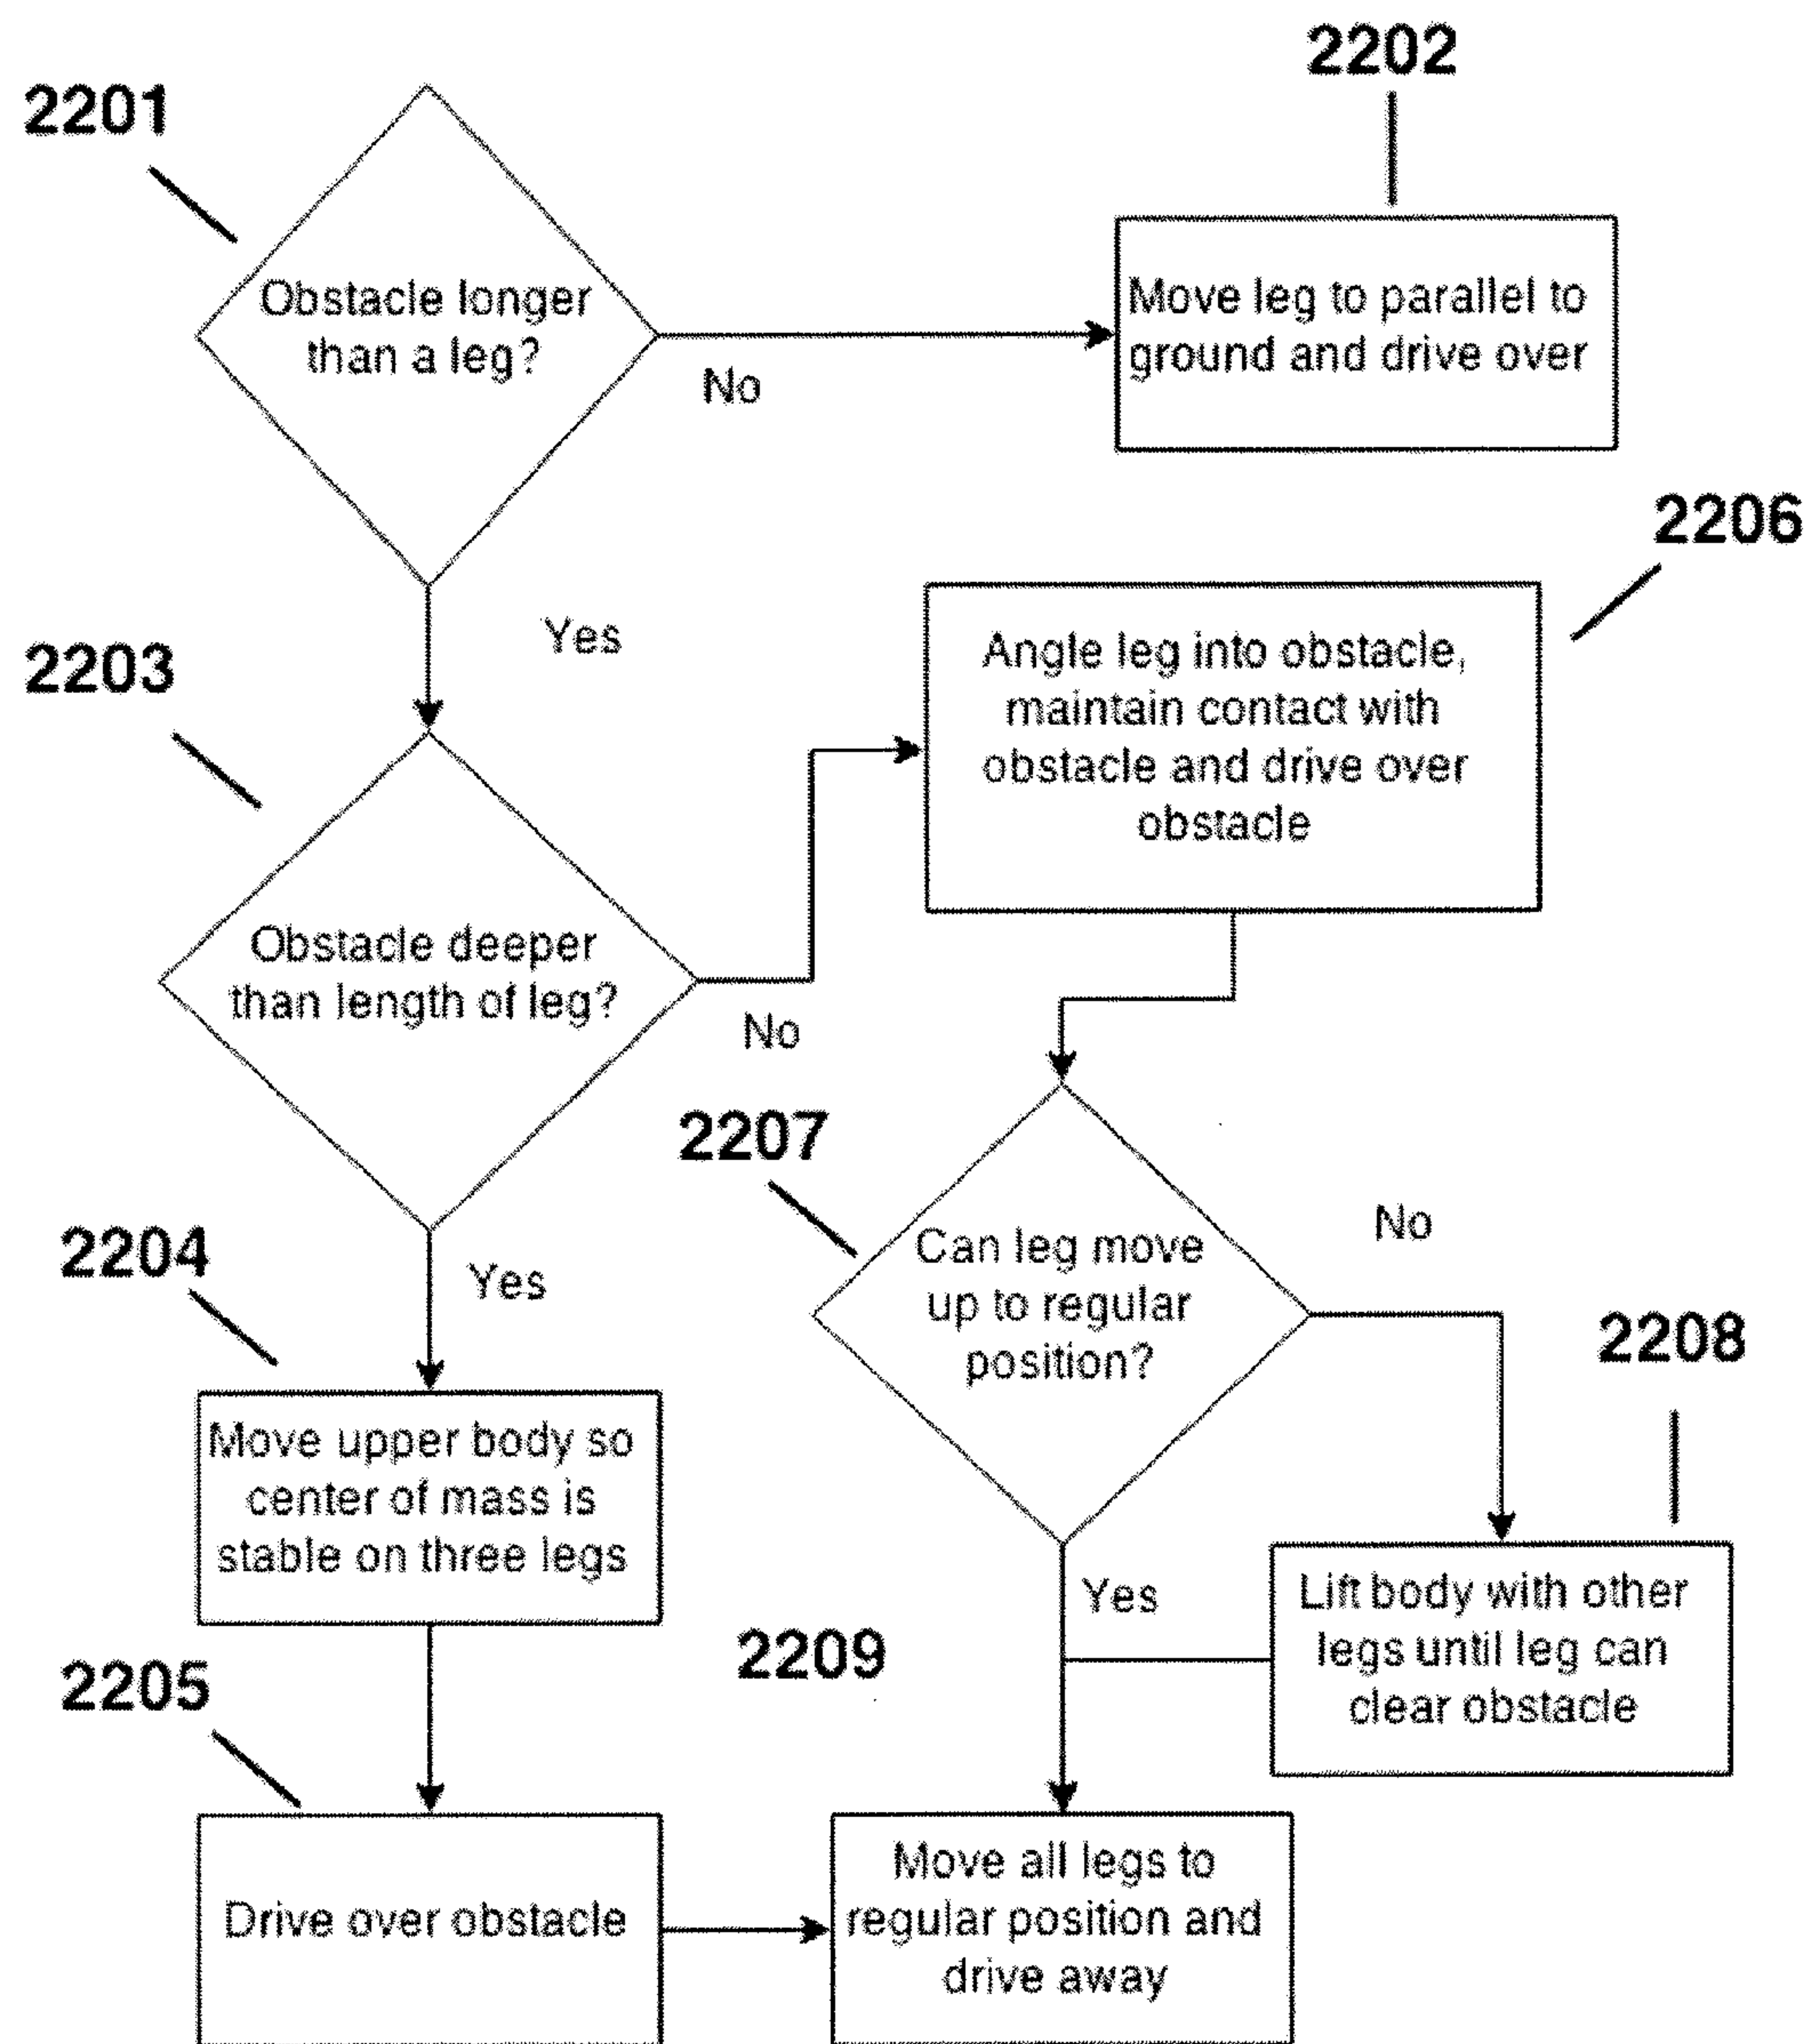 2201
2202
Obstacle longer
than a leg?
No
Move leg to parallel to
ground and drive over
Yes
2203
2206
Angle leg into obstacle,
maintain contact with
obstacle and drive over
obstacle
Obstacle deeper
than length of leg?
No
2207
Can leg move
up to regular
position?
No
2204
Yes
2208
Move upper body so
center of mass is
stable on three legs
Yes
Lift body with other
legs until leg can
clear obstacle
2209
2205
Drive over obstacle
Move all legs to
regular position and
drive away